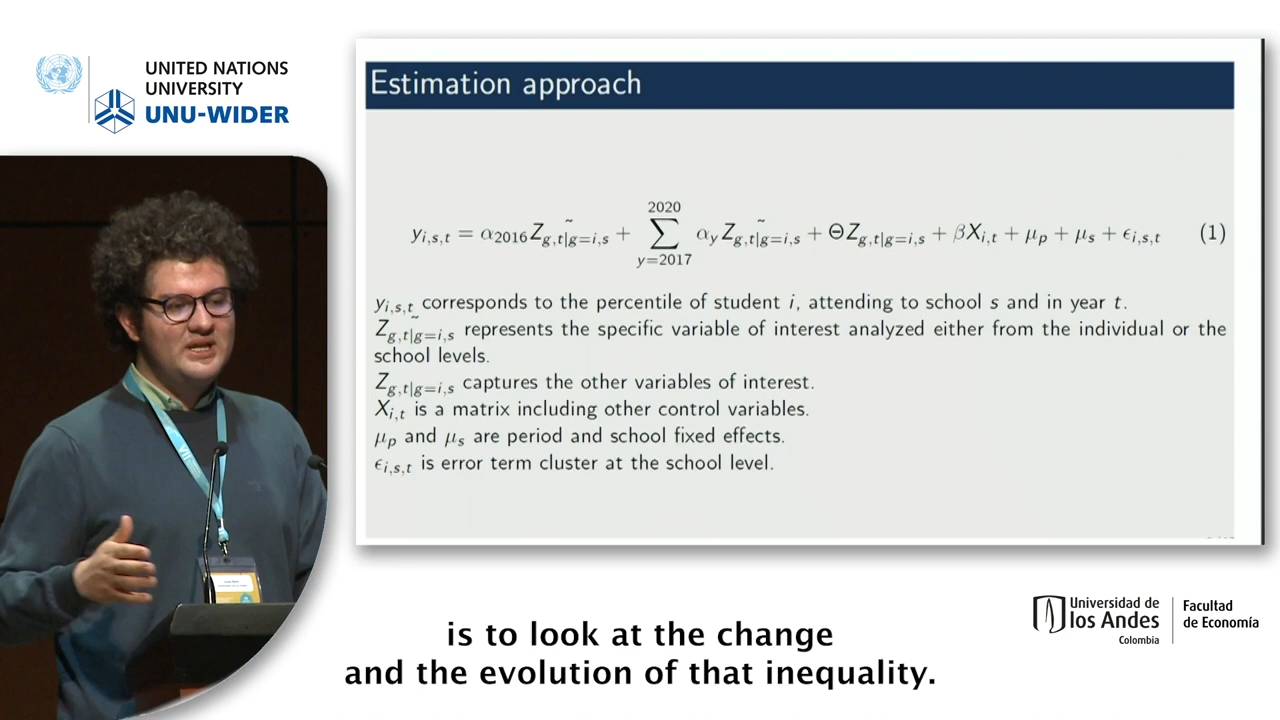 UNITED NATIONS
UNIVERSITY
UNU-WIDER
Estimation approach
y_{i,s,t} = α_{2016} Z̃_{g,t|g=i,s} + ∑_{y=2017}^{2020} α_y Z̃_{g,t|g=i,s} + ΘZ_{g,t|g=i,s} + βX_{i,t} + μ_p + μ_s + ϵ_{i,s,t} (1)
y_{i,s,t} corresponds to the percentile of student i, attending to school s and in year t.
Z̃_{g,t|g=i,s} represents the specific variable of interest analyzed either from the individual or the
school levels.
Z_{g,t|g=i,s} captures the other variables of interest.
X_{i,t} is a matrix including other control variables.
μ_p and μ_s are period and school fixed effects.
ϵ_{i,s,t} is error term cluster at the school level.
is to look at the change
and the evolution of that inequality.
Universidad de
los Andes
Colombia
Facultad
de Economía